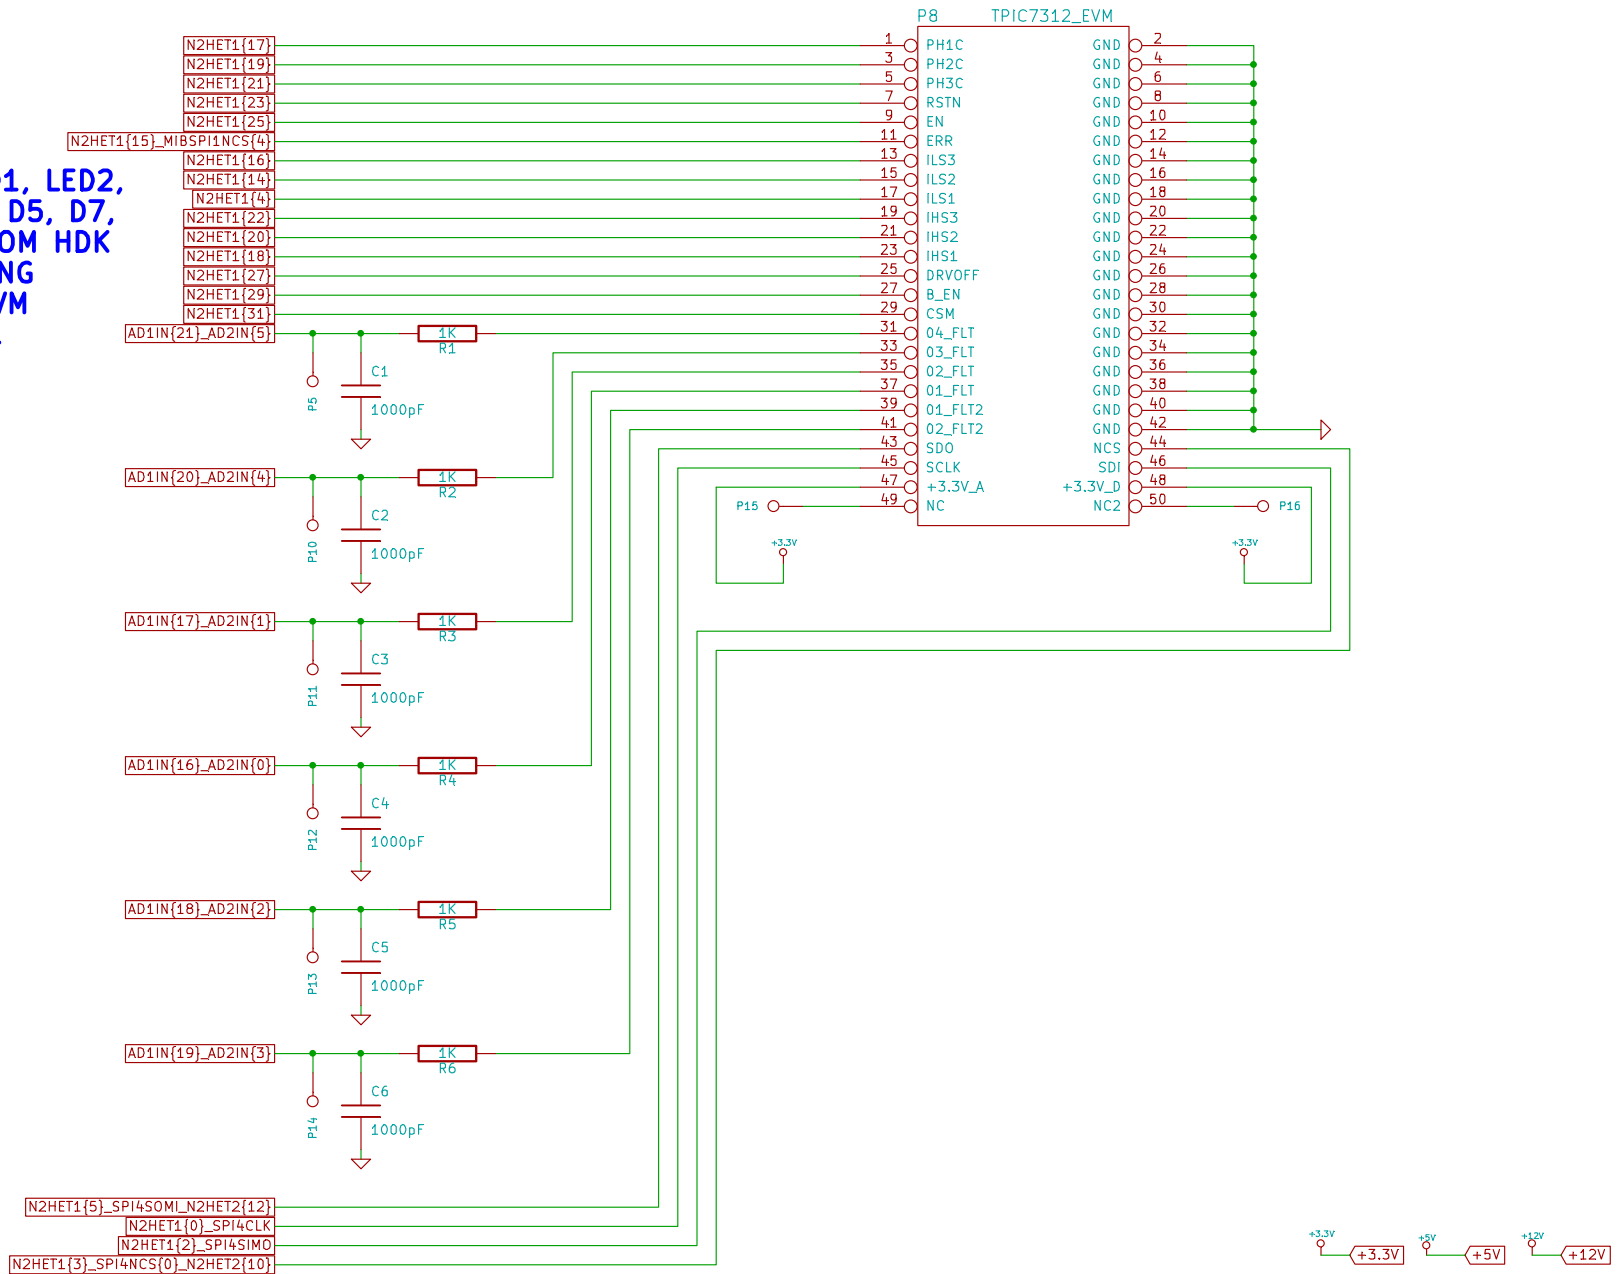 P8 TPIC7312_EVM
N2HET1{17} 1 PH1C GND 2
N2HET1{19} 3 PH2C GND 4
N2HET1{21} 5 PH3C GND 6
N2HET1{23} 7 RSTN GND 8
N2HET1{25} 9 EN GND 10
N2HET1{15}_MIBSPI1NCS{4} 11 ERR GND 12
N2HET1{16} 13 ILS3 GND 14
N2HET1{14} 15 ILS2 GND 16
N2HET1{4} 17 ILS1 GND 18
N2HET1{22} 19 IHS3 GND 20
N2HET1{20} 21 IHS2 GND 22
N2HET1{18} 23 IHS1 GND 24
N2HET1{27} 25 DRVOFF GND 26
N2HET1{29} 27 B_EN GND 28
N2HET1{31} 29 CSM GND 30
AD1IN{21}_AD2IN{5} 1K 31 04_FLT GND 32
R1
33 03_FLT GND 34
35 02_FLT GND 36
37 01_FLT GND 38
39 01_FLT2 GND 40
41 02_FLT2 GND 42
43 SDO NCS 44
45 SCLK SDI 46
47 +3.3V_A +3.3V_D 48
49 NC NC2 50
1, LED2,
D5, D7,
OM HDK
NG
VM
P5
C1
1000pF
AD1IN{20}_AD2IN{4} 1K
R2
P10
C2
1000pF
P15
P16
+3.3V
+3.3V
AD1IN{17}_AD2IN{1} 1K
R3
P11
C3
1000pF
AD1IN{16}_AD2IN{0} 1K
R4
P12
C4
1000pF
AD1IN{18}_AD2IN{2} 1K
R5
P13
C5
1000pF
AD1IN{19}_AD2IN{3} 1K
R6
P14
C6
1000pF
N2HET1{5}_SPI4SOMI_N2HET2{12}
N2HET1{0}_SPI4CLK
N2HET1{2}_SPI4SIMO
N2HET1{3}_SPI4NCS{0}_N2HET2{10}
+3.3V +5V +12V
+3.3V +5V +12V